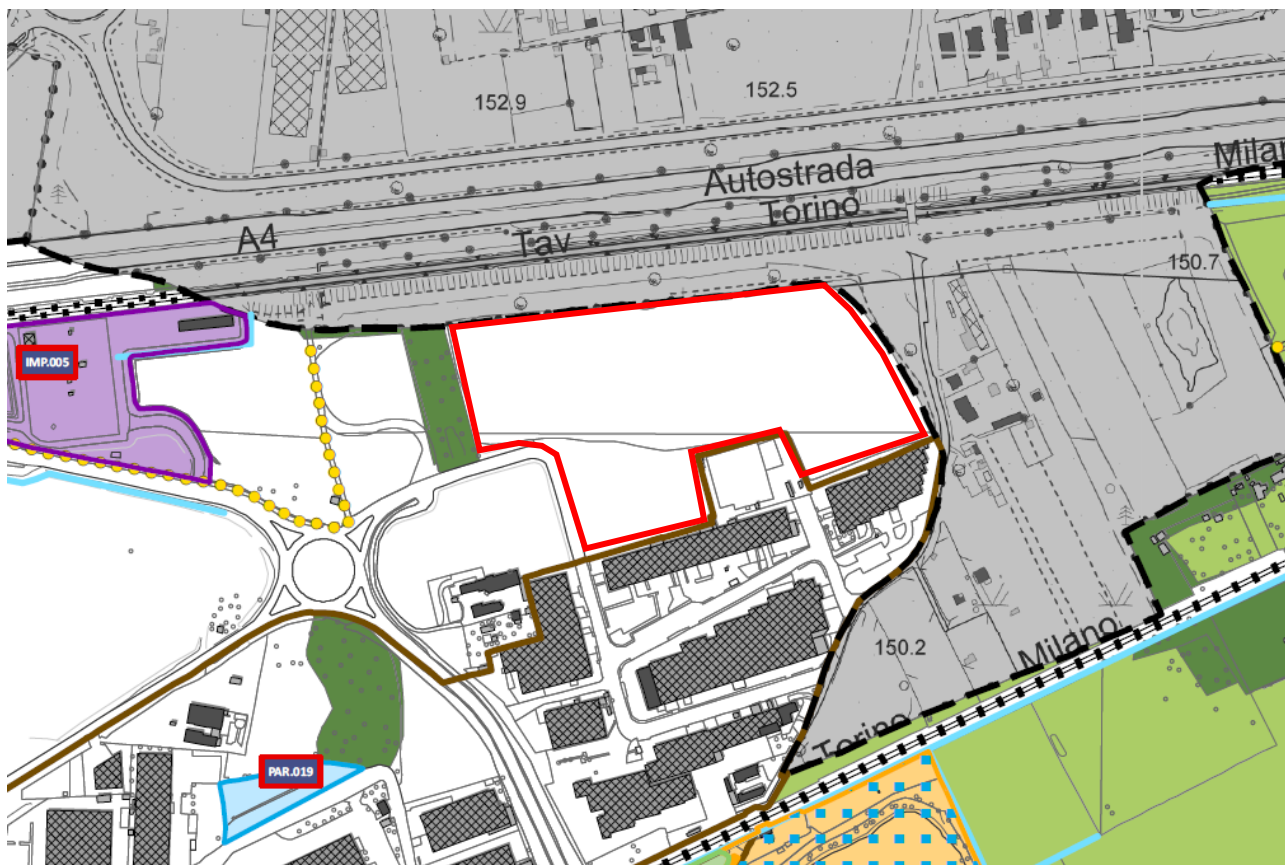 152.9
152.5
Milan
Autostrada
Torino
A4
Tav
150.7
IMP.005
150.2
Milano
Torino
PAR.019